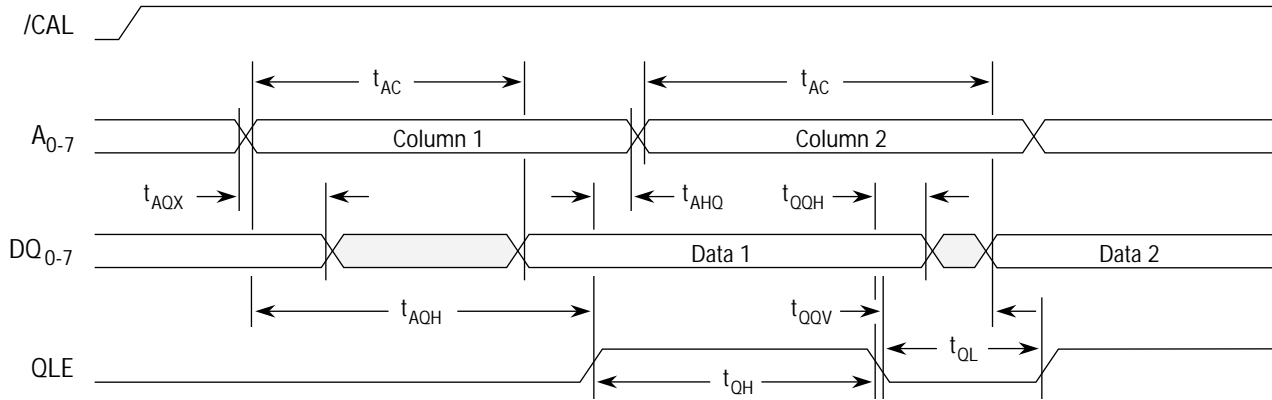 /CAL
tAC tAC
A0-7 Column 1 Column 2
tAQX tAHQ tQQH
DQ0-7 Data 1 Data 2
tAQH tQQV
QLE tQL
tQH